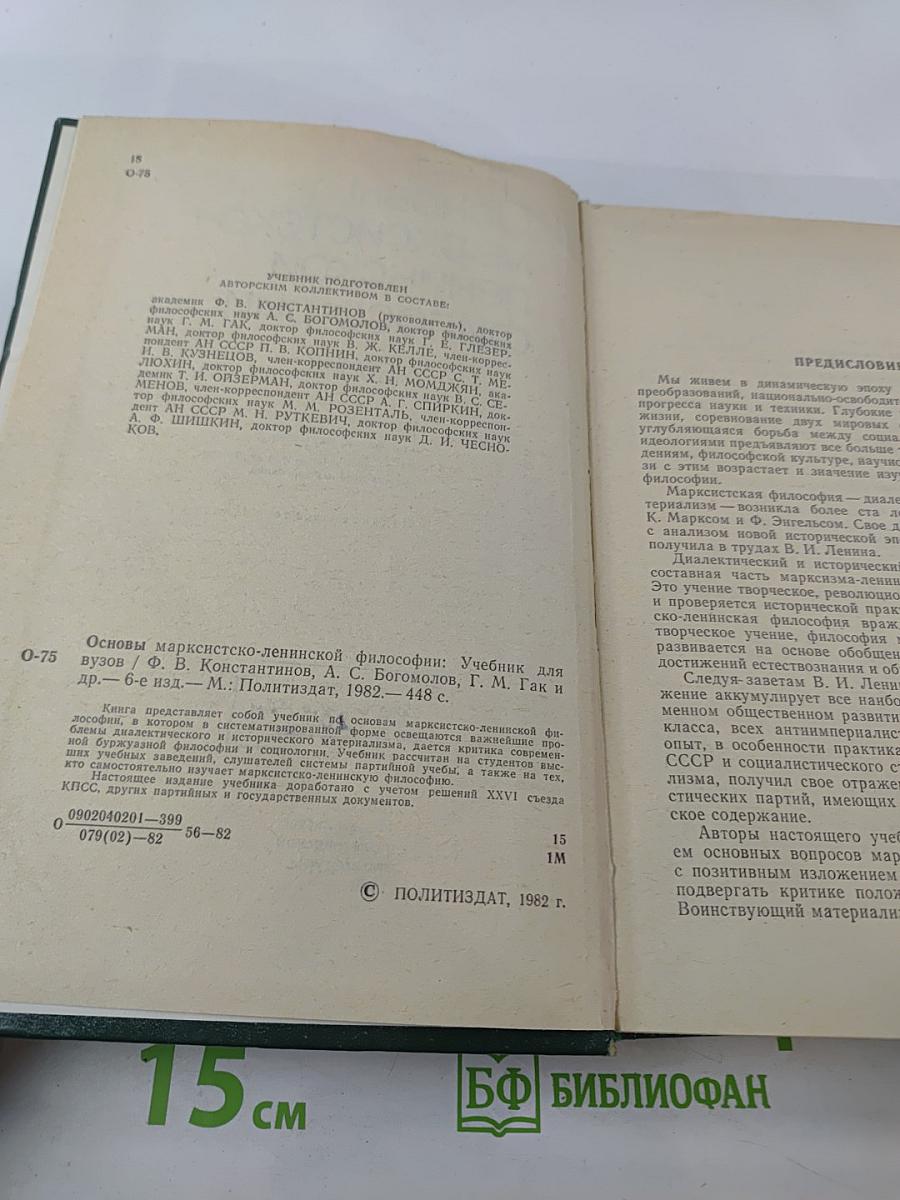 15
О-75
УЧЕБНИК ПОДГОТОВЛЕН
АВТОРСКИМ КОЛЛЕКТИВОМ В СОСТАВЕ:
академик Ф. В. КОНСТАНТИНОВ (руководитель), доктор
философских наук А. С. БОГОМОЛОВ, доктор философских
наук Г. М. ГАК, доктор философских наук Г. Е. ГЛЕЗЕР-
МАН, доктор философских наук В. Ж. КЕЛЛЕ, член-коррес-
пондент АН СССР П. В. КОПНИН, доктор философских наук
И. В. КУЗНЕЦОВ, член-корреспондент АН СССР С. Т. МЕ-
ЛЮХИН, доктор философских наук Х. Н. МОМДЖЯН, ака-
демик Т. И. ОЙЗЕРМАН, доктор философских наук В. С. СЕ-
МЕНОВ, член-корреспондент АН СССР А. Г. СПИРКИН, док-
тор философских наук М. М. РОЗЕНТАЛЬ, член-корреспон-
дент АН СССР М. Н. РУТКЕВИЧ, доктор философских наук
А. Ф. ШИШКИН, доктор философских наук Д. И. ЧЕСНО-
КОВ.
О-75
Основы марксистско-ленинской философии: Учебник для
вузов / Ф. В. Константинов, А. С. Богомолов, Г. М. Гак и
др.— 6-е изд.— М.: Политиздат, 1982.— 448 с.
Книга представляет собой учебник по основам марксистско-ленинской фи-
лософии, в котором в систематизированной форме освещаются важнейшие про-
блемы диалектического и исторического материализма, дается критика современ-
ной буржуазной философии и социологии. Учебник рассчитан на студентов выс-
ших учебных заведений, слушателей системы партийной учебы, а также на тех,
кто самостоятельно изучает марксистско-ленинскую философию.
Настоящее издание учебника доработано с учетом решений XXVI съезда
КПСС, других партийных и государственных документов.
О 0902040201—399
079(02)—82 56—82
15
1М
© ПОЛИТИЗДАТ, 1982 г.
ПРЕДИСЛОВИ
Мы живем в динамическую эпоху
преобразований, национально-освободит
прогресса науки и техники. Глубокие
жизни, соревнование двух мировых
углубляющаяся борьба между социа
идеологиями предъявляют все больше
дениям, философской культуре, научно
зи с этим возрастает и значение изу
философии.
Марксистская философия — диале
териализм — возникла более ста ле
К. Марксом и Ф. Энгельсом. Свое д
с анализом новой исторической эп
получила в трудах В. И. Ленина.
Диалектический и исторический
составная часть марксизма-ленин
Это учение творческое, революцио
и проверяется исторической прак
ско-ленинская философия враж
творческое учение, философия м
развивается на основе обобщен
достижений естествознания и об
Следуя заветам В. И. Лени
жение аккумулирует все наибо
менном общественном развити
класса, всех антиимпериалист
опыт, в особенности практика
СССР и социалистического ст
лизма, получил свое отражен
стических партий, имеющих
ское содержание.
Авторы настоящего учеб
ем основных вопросов мар
с позитивным изложением
подвергать критике полож
Воинствующий материали
15 см
БФ БИБЛИОФАН